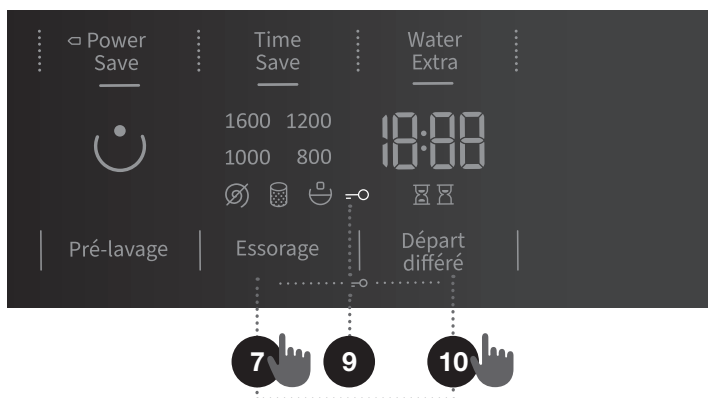 Power
Save
Time
Save
Water
Extra
1600 1200
1000 800
18:88
Pré-lavage
Essorage
Départ
différé
7
9
10